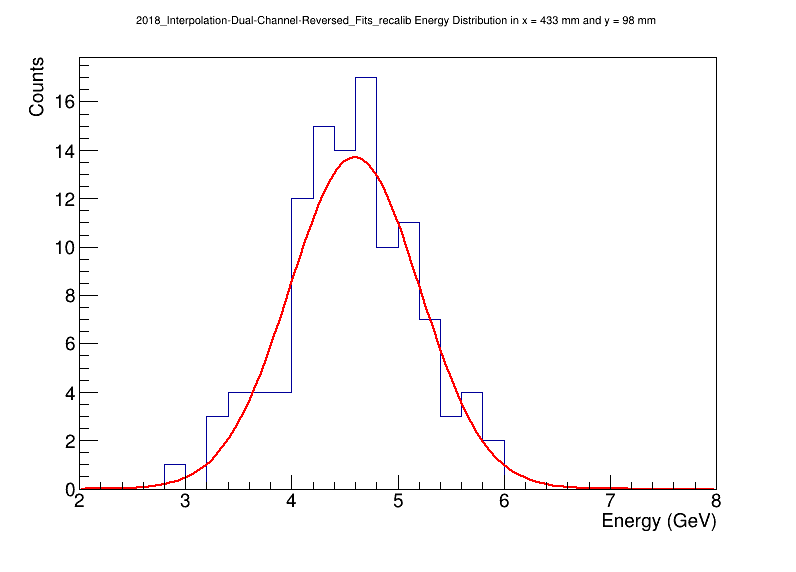 2018_Interpolation-Dual-Channel-Reversed_Fits_recalib Energy Distribution in x = 433 mm and y = 98 mm
Counts
16
14
12
10
8
6
4
2
0
2 3 4 5 6 7 8
Energy (GeV)